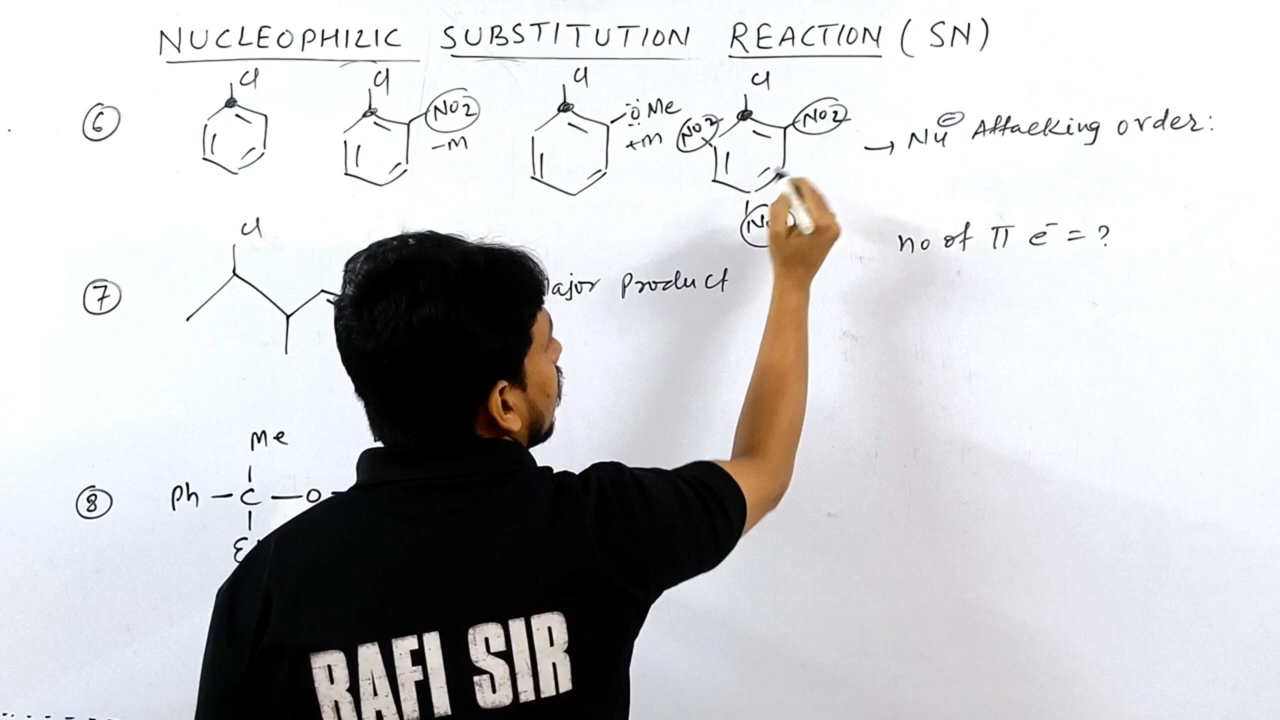 NUCLEOPHILIC SUBSTITUTION REACTION (SN)
6 Cl Cl NO2 -M Cl OMe +M Cl NO2 NO2 → Nu⊖ Attacking order:
no of π e⁻ = ?
7 Cl Product
Me
8 Ph - C - O -
RAFI SIR